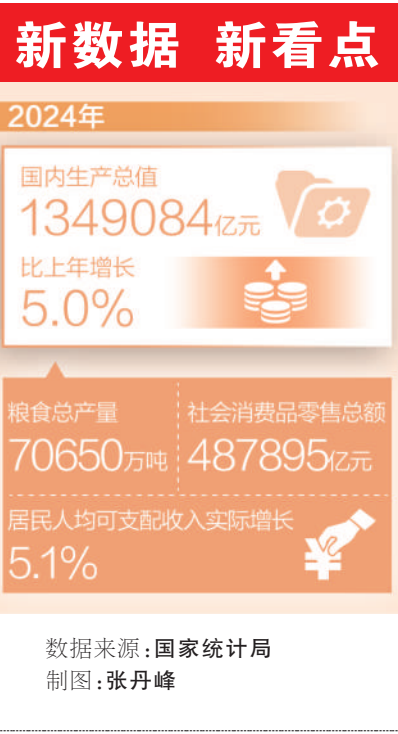 新数据 新看点
2024年
国内生产总值
1349084亿元
比上年增长
5.0%
粮食总产量
70650万吨
社会消费品零售总额
487895亿元
居民人均可支配收入实际增长
5.1%
¥
数据来源:国家统计局
制图:张丹峰